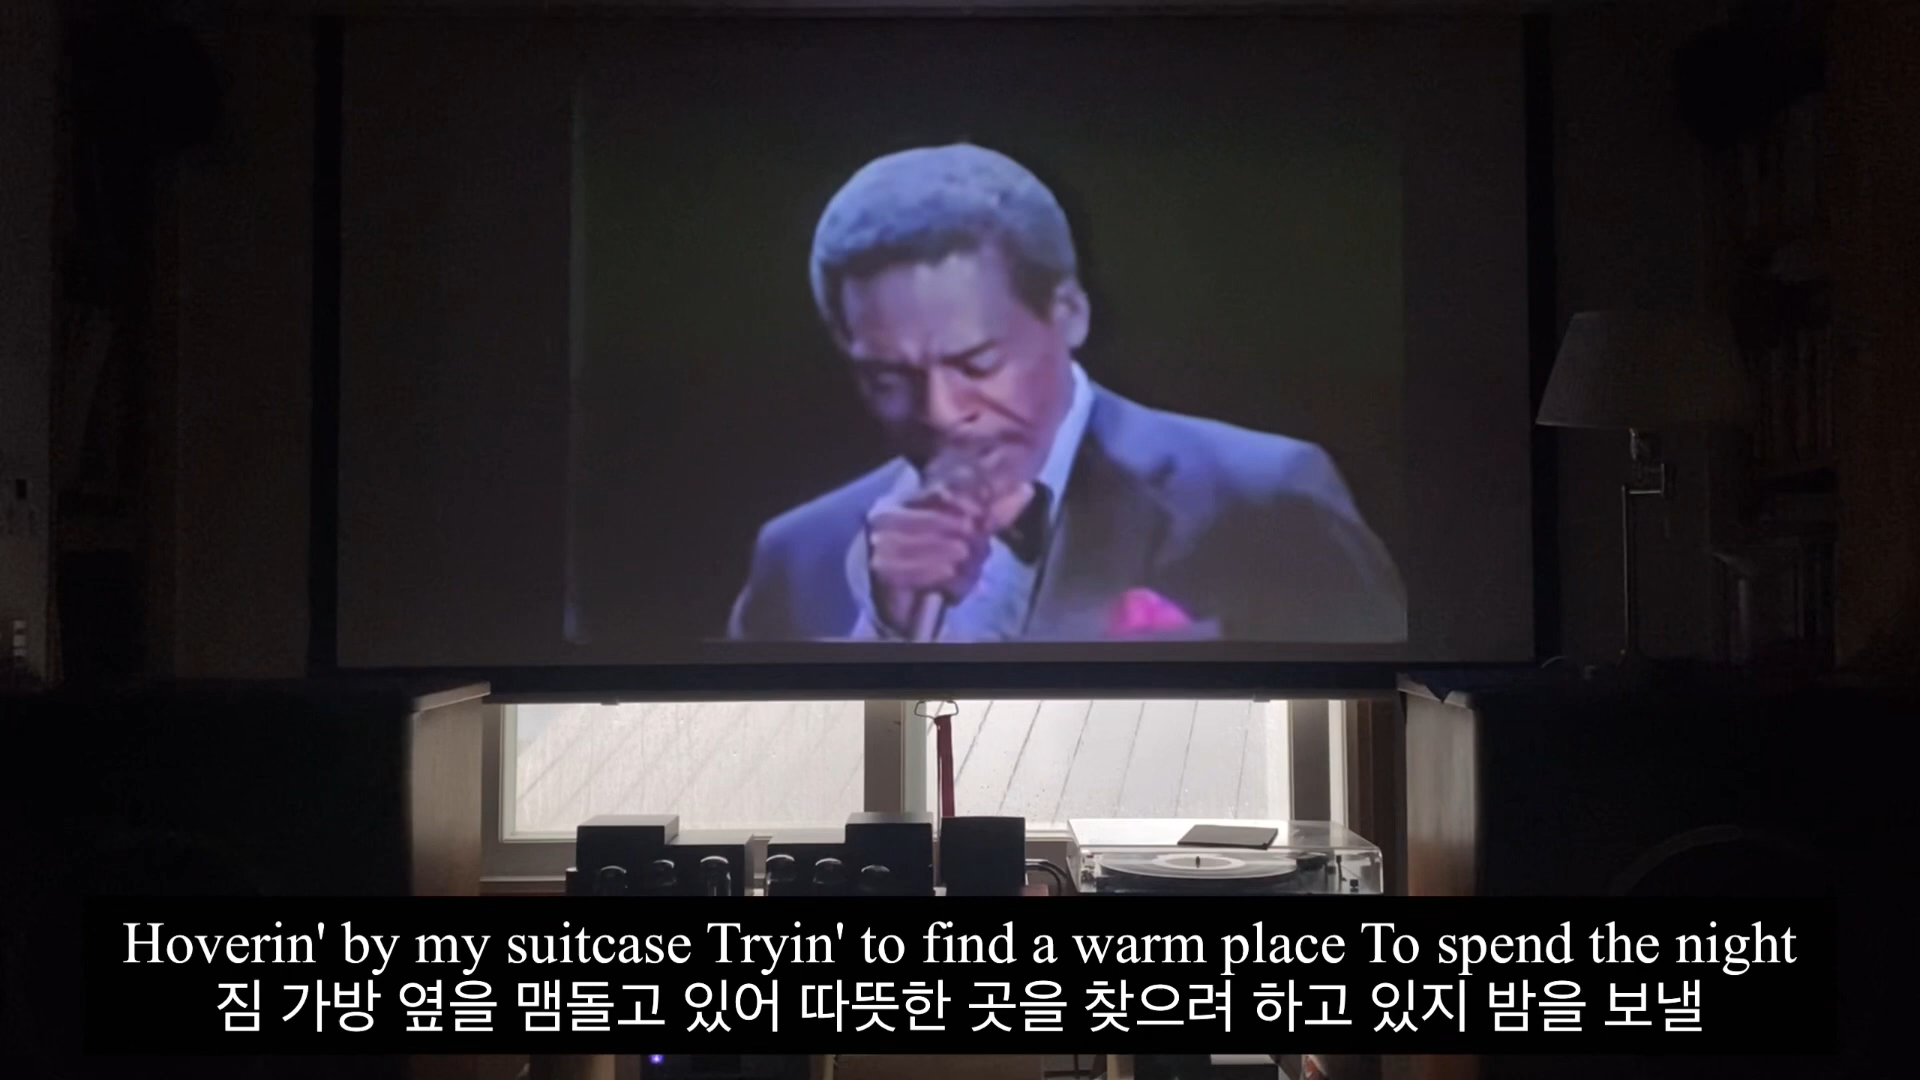 Hoverin' by my suitcase Tryin' to find a warm place To spend the night
짐 가방 옆을 맴돌고 있어 따뜻한 곳을 찾으려 하고 있지 밤을 보낼